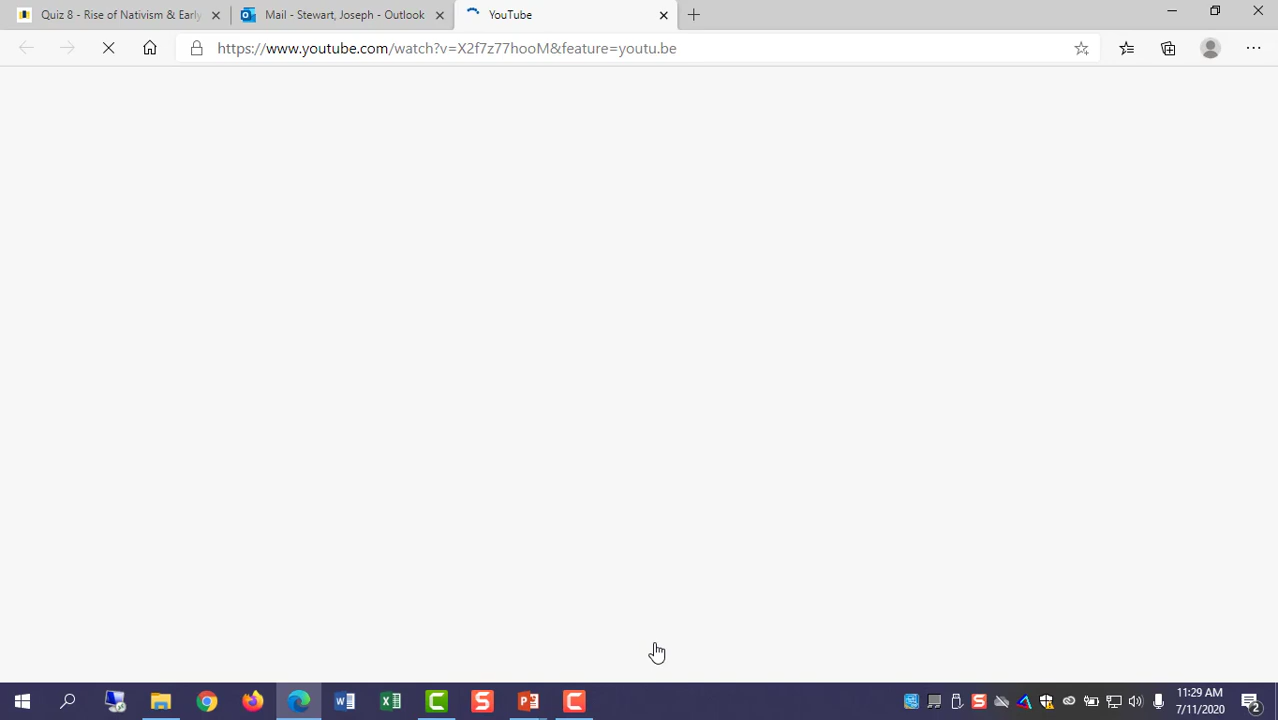 Quiz 8 - Rise of Nativism & Early
Mail - Stewart, Joseph - Outlook
YouTube
https://www.youtube.com/watch?v=X2f7z77hooM&feature=youtu.be
11:29 AM
7/11/2020
2